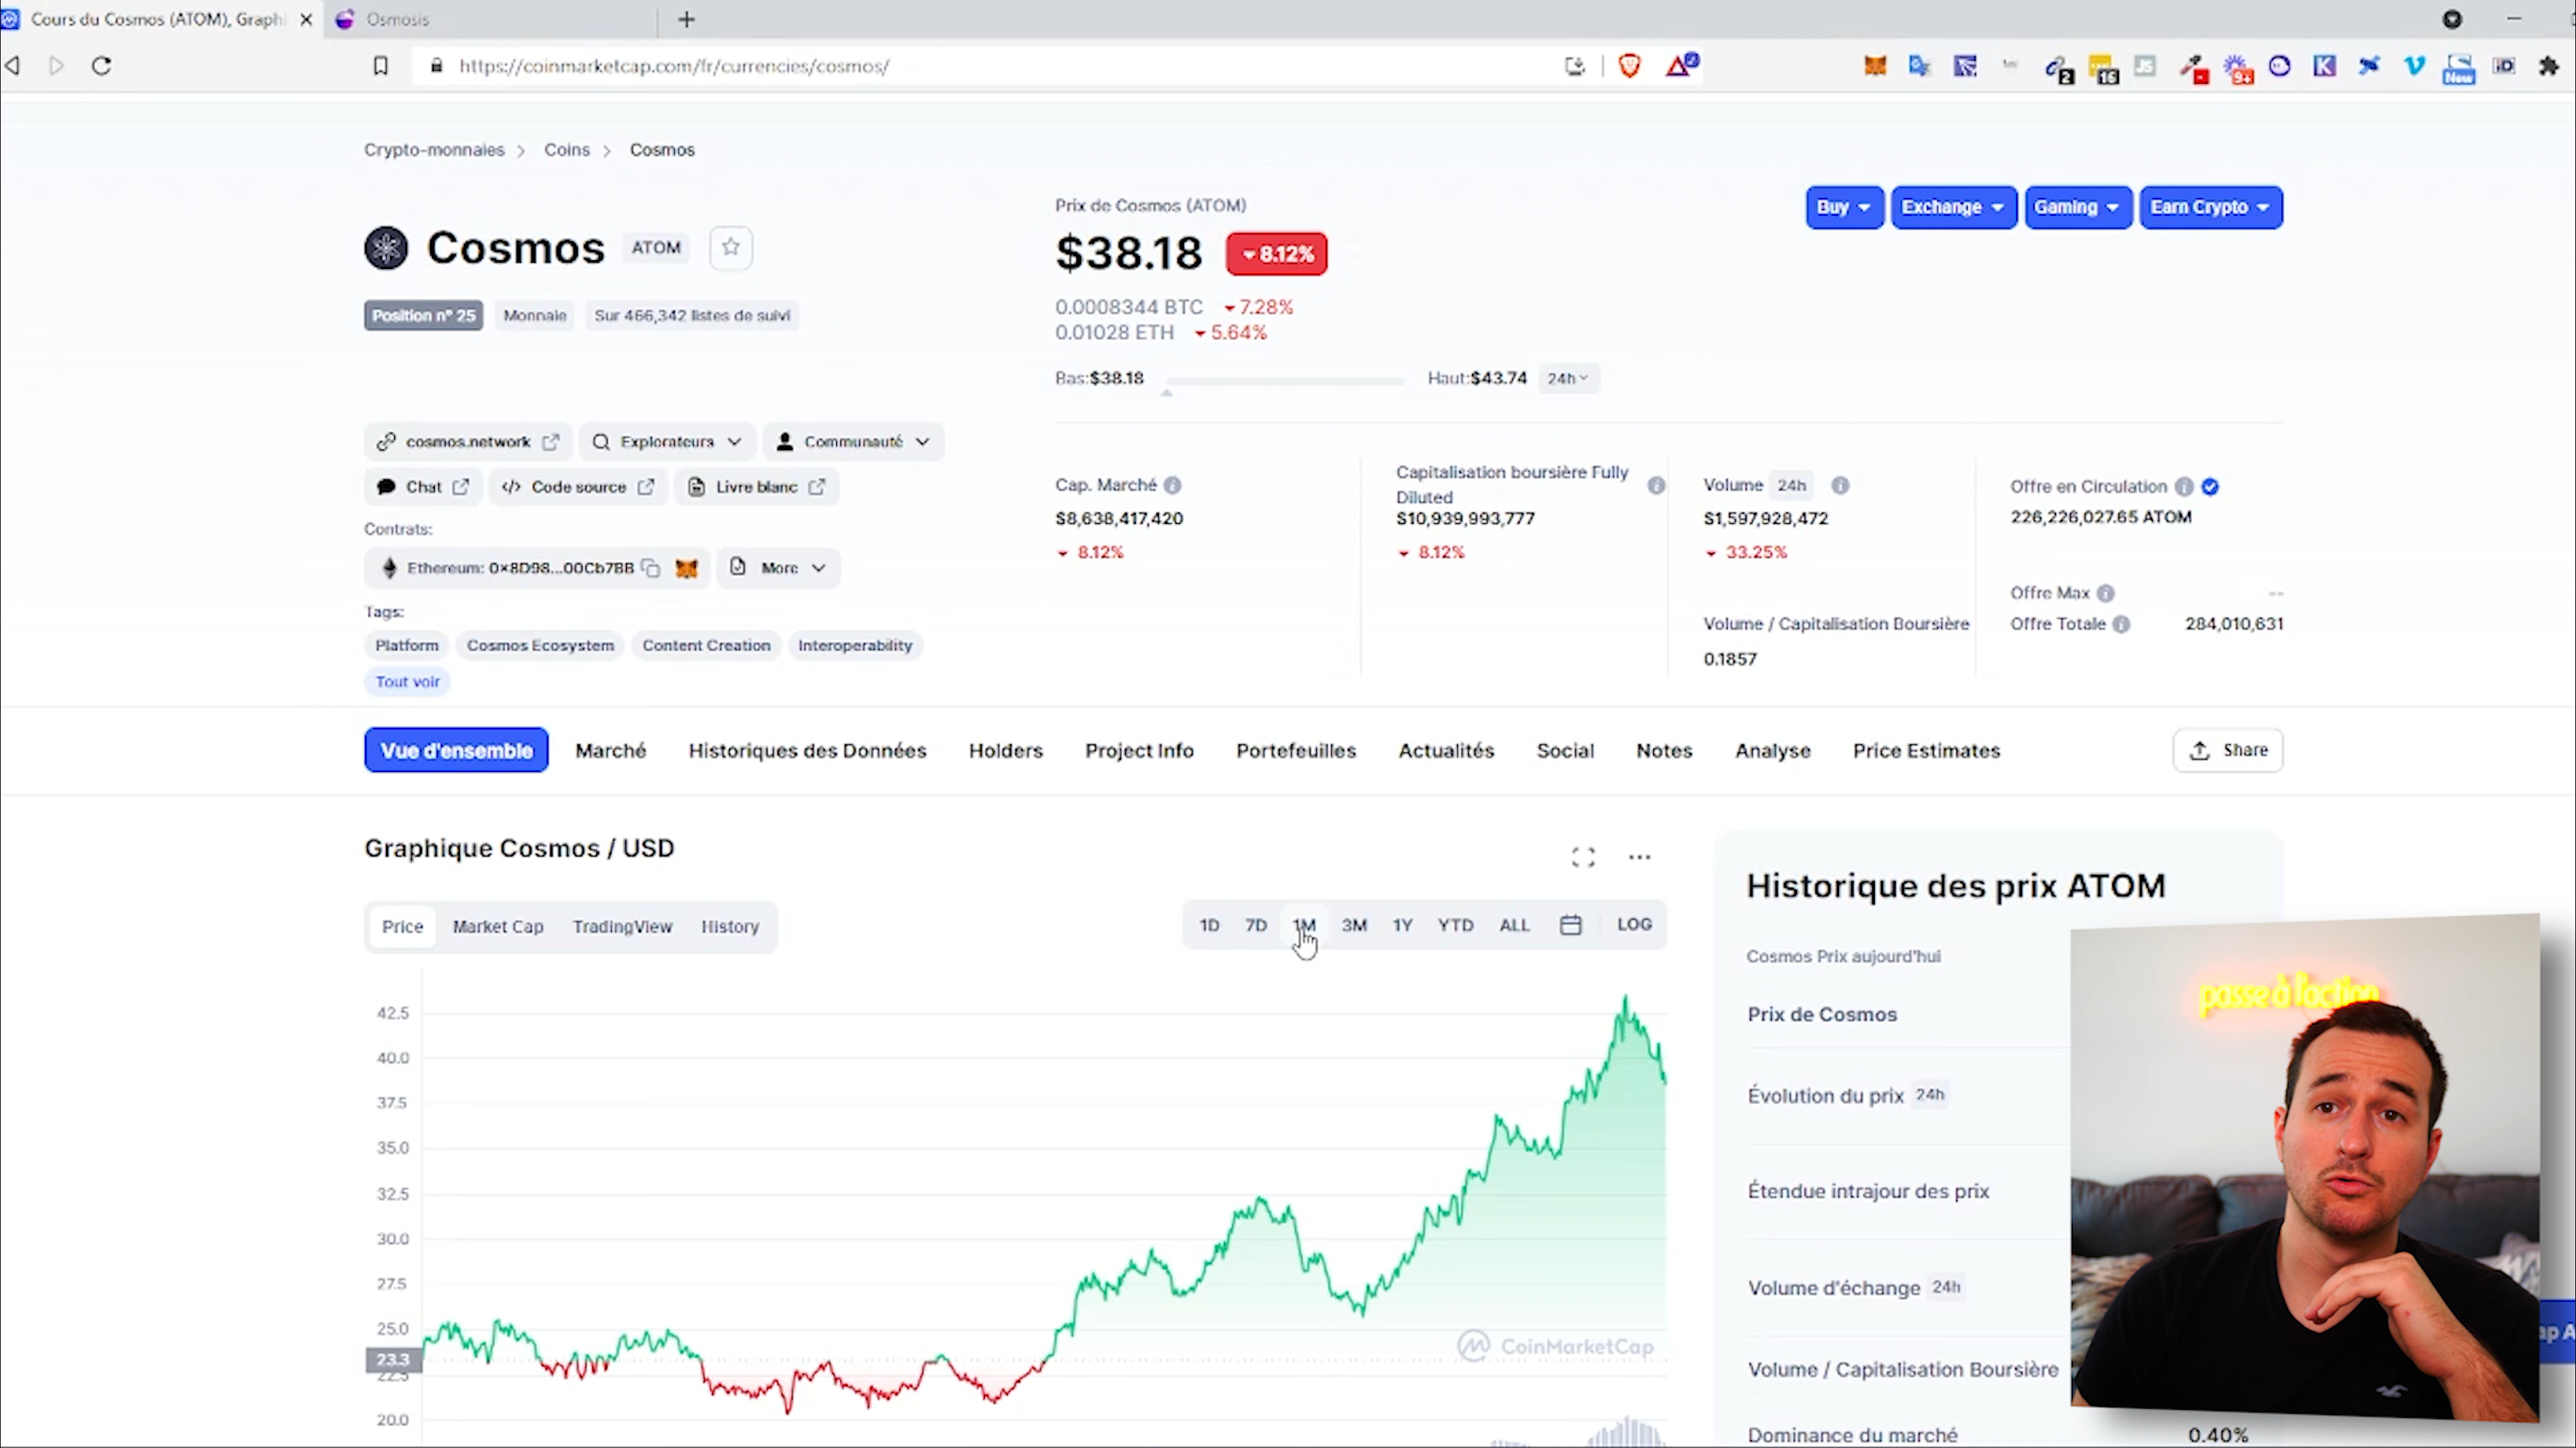 Cours du Cosmos (ATOM), Graphi
Osmosis
https://coinmarketcap.com/fr/currencies/cosmos/
2
16
JS
9+
K
New
iD
Crypto-monnaies > Coins > Cosmos
Cosmos ATOM
Position n° 25 Monnaie Sur 466,342 listes de suivi
Prix de Cosmos (ATOM)
$38.18 8.12%
0.0008344 BTC 7.28%
0.01028 ETH 5.64%
Bas:$38.18 Haut:$43.74 24h
Buy Exchange Gaming Earn Crypto
cosmos.network Explorateurs Communauté
Chat Code source Livre blanc
Contrats:
Ethereum: 0x8D98...00Cb7BB More
Tags:
Platform Cosmos Ecosystem Content Creation Interoperability
Tout voir
Cap. Marché
$8,638,417,420
8.12%
Capitalisation boursière Fully
Diluted
$10,939,993,777
8.12%
Volume 24h
$1,597,928,472
33.25%
Volume / Capitalisation Boursière
0.1857
Offre en Circulation
226,226,027.65 ATOM
Offre Max --
Offre Totale 284,010,631
Vue d'ensemble Marché Historiques des Données Holders Project Info Portefeuilles Actualités Social Notes Analyse Price Estimates Share
Graphique Cosmos / USD
Price Market Cap TradingView History
1D 7D 1M 3M 1Y YTD ALL LOG
42.5
40.0
37.5
35.0
32.5
30.0
27.5
25.0
23.3
22.5
20.0
CoinMarketCap
Historique des prix ATOM
Cosmos Prix aujourd'hui
Prix de Cosmos
Évolution du prix 24h
Étendue intrajour des prix
Volume d'échange 24h
Volume / Capitalisation Boursière
Dominance du marché 0.40%
passe à l'action
ap A